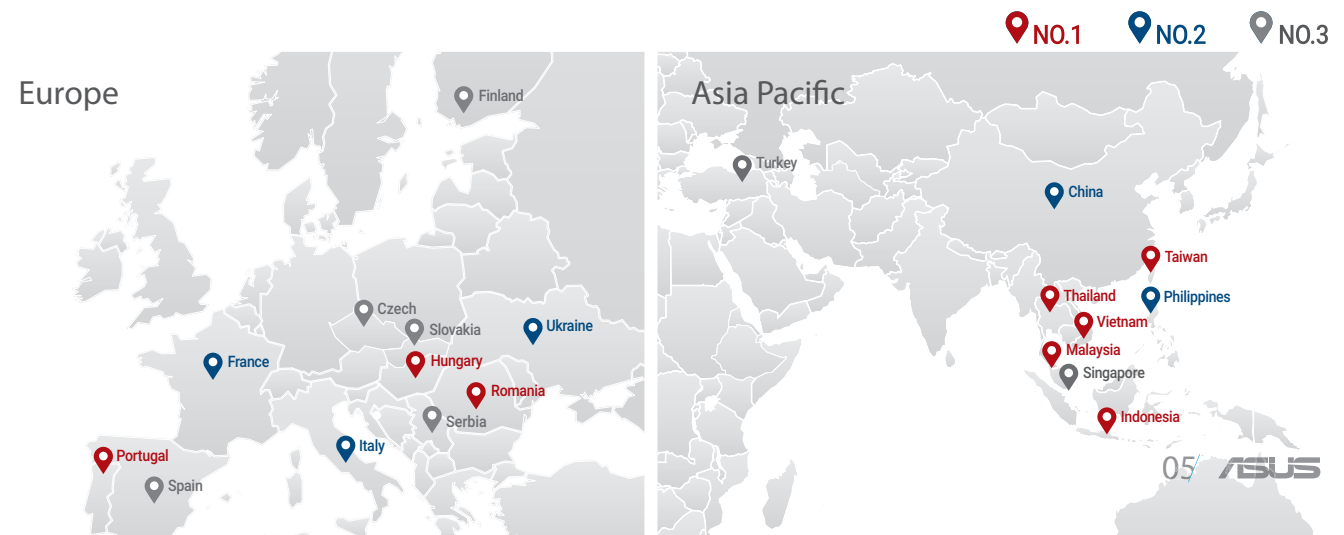 NO.1 NO.2 NO.3
Europe
Finland
Czech
Slovakia
Ukraine
France
Hungary
Romania
Serbia
Italy
Portugal
Spain
Asia Pacific
Turkey
China
Taiwan
Thailand
Philippines
Vietnam
Malaysia
Singapore
Indonesia
05 ASUS